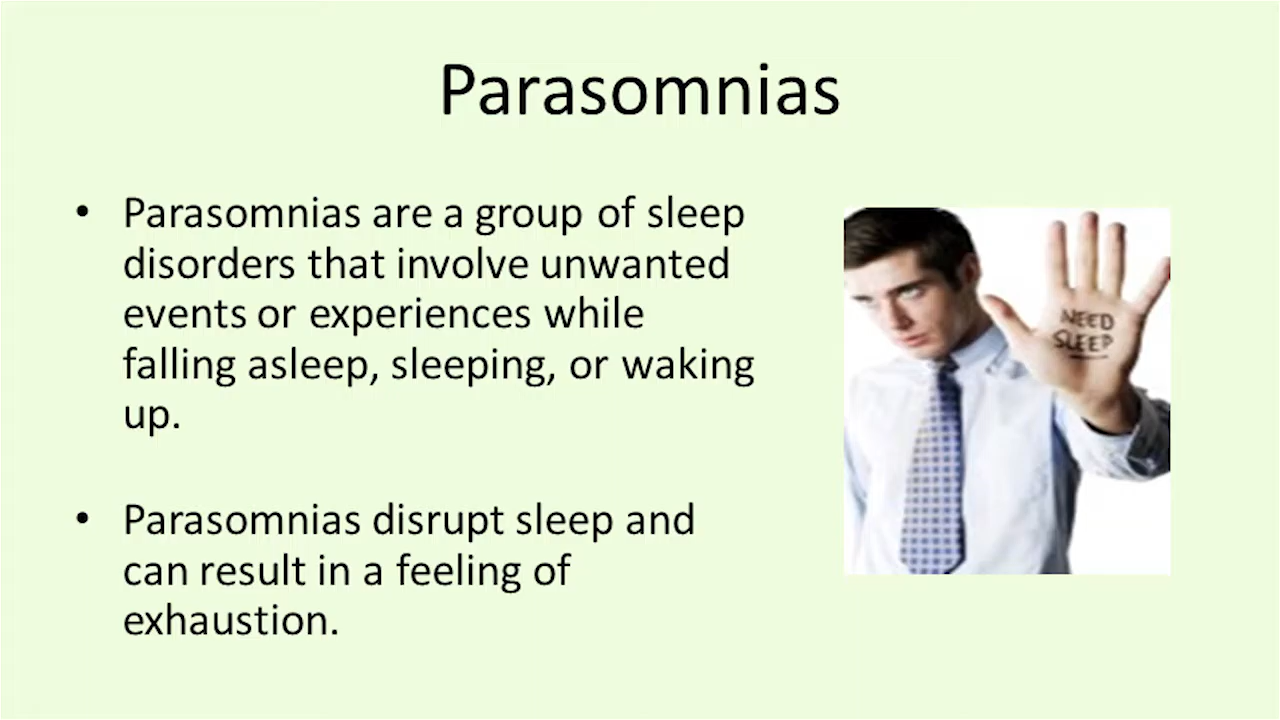 Parasomnias
• Parasomnias are a group of sleep
disorders that involve unwanted
events or experiences while
falling asleep, sleeping, or waking
up.
• Parasomnias disrupt sleep and
can result in a feeling of
exhaustion.
NEED
SLEEP